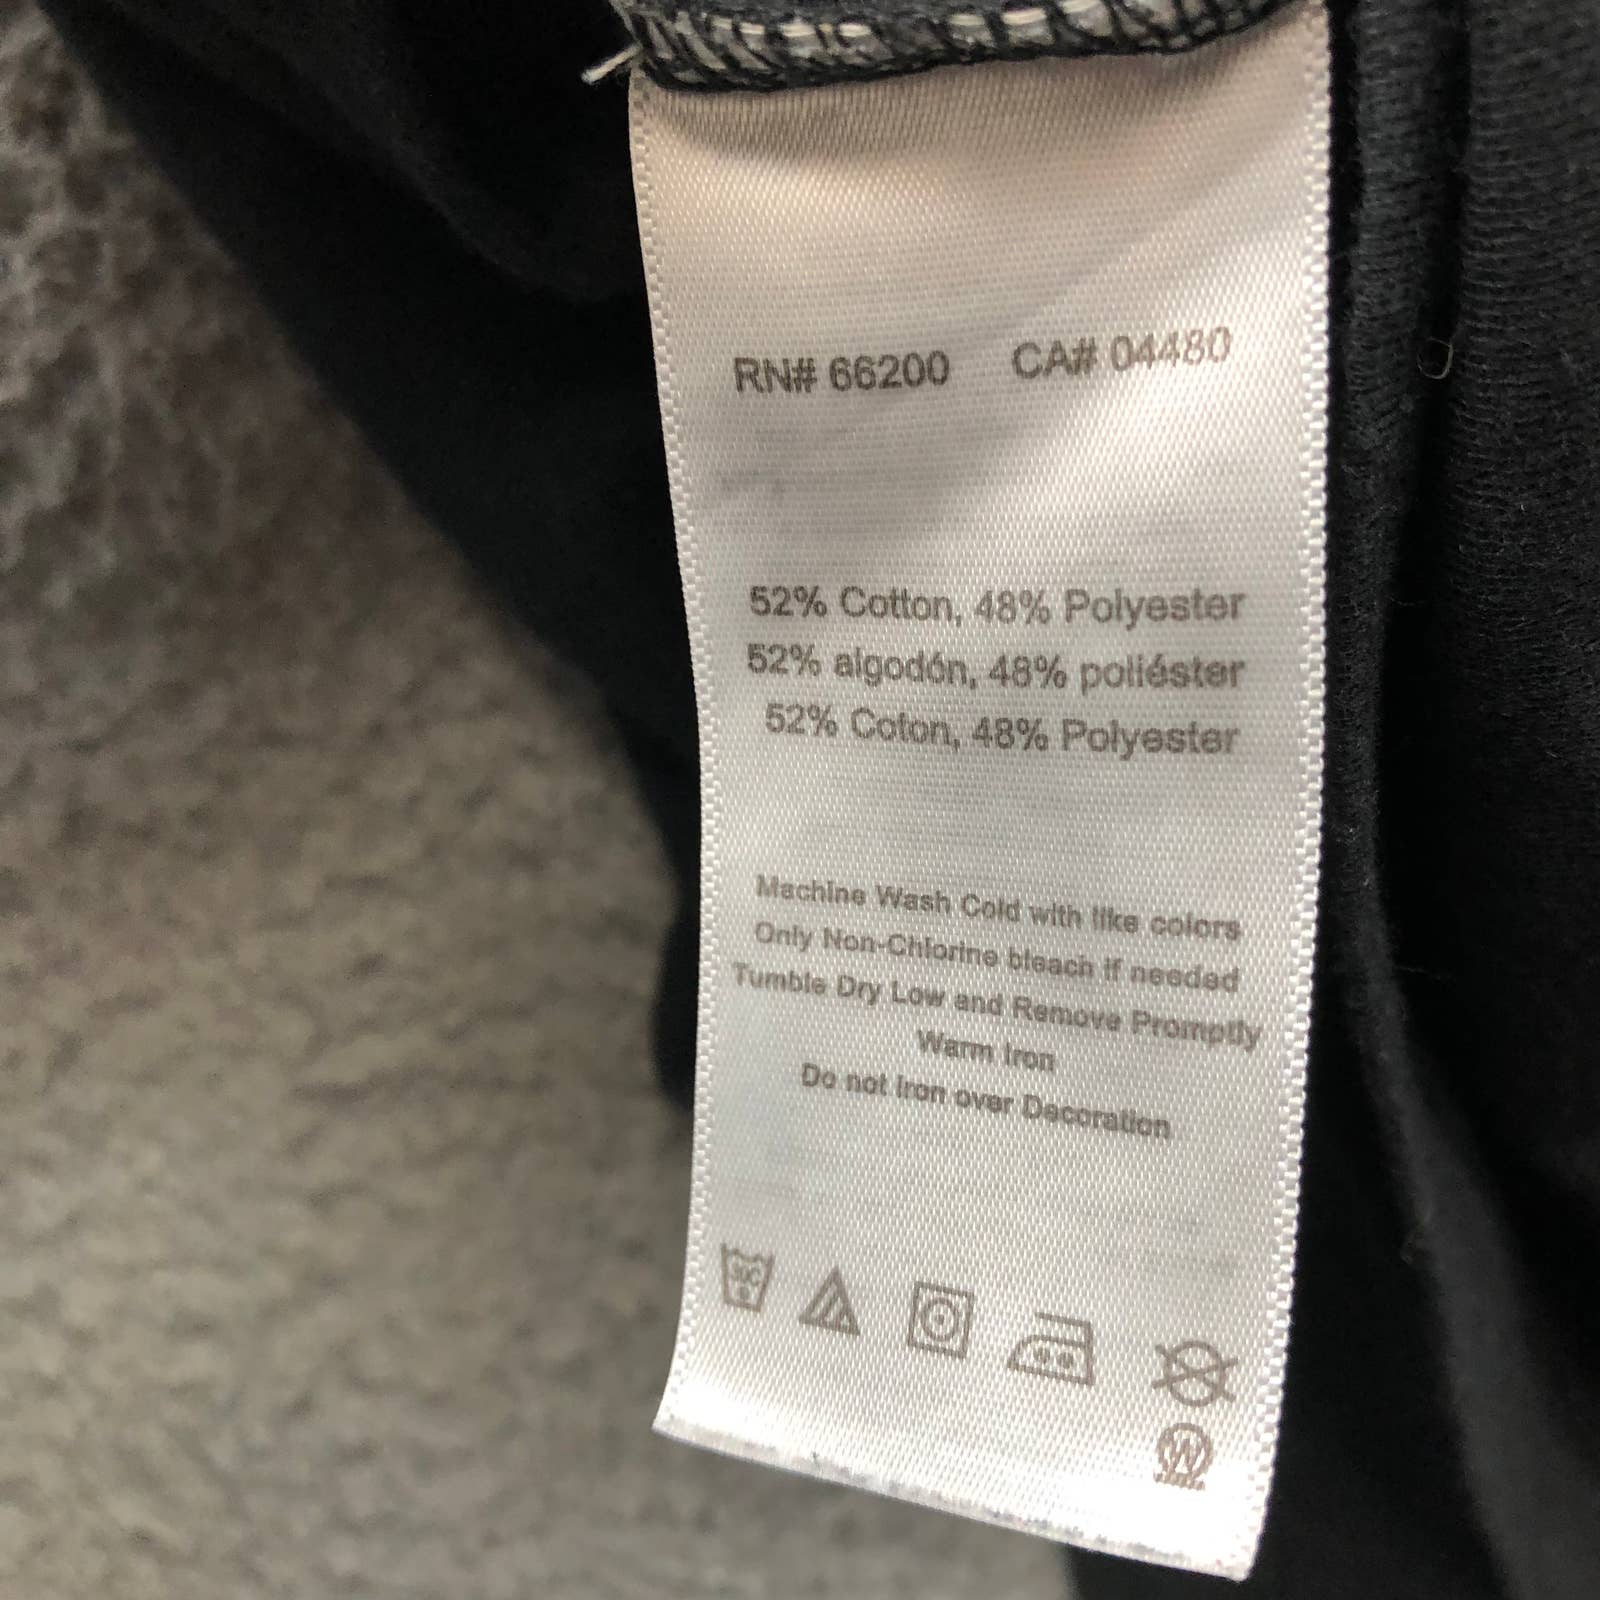 RN# 66200 CA# 04480
52% Cotton, 48% Polyester
52% algodón, 48% poliéster
52% Coton, 48% Polyester
Machine Wash Cold with like colors
Only Non-Chlorine bleach if needed
Tumble Dry Low and Remove Promptly
Warm Iron
Do not Iron over Decoration
W